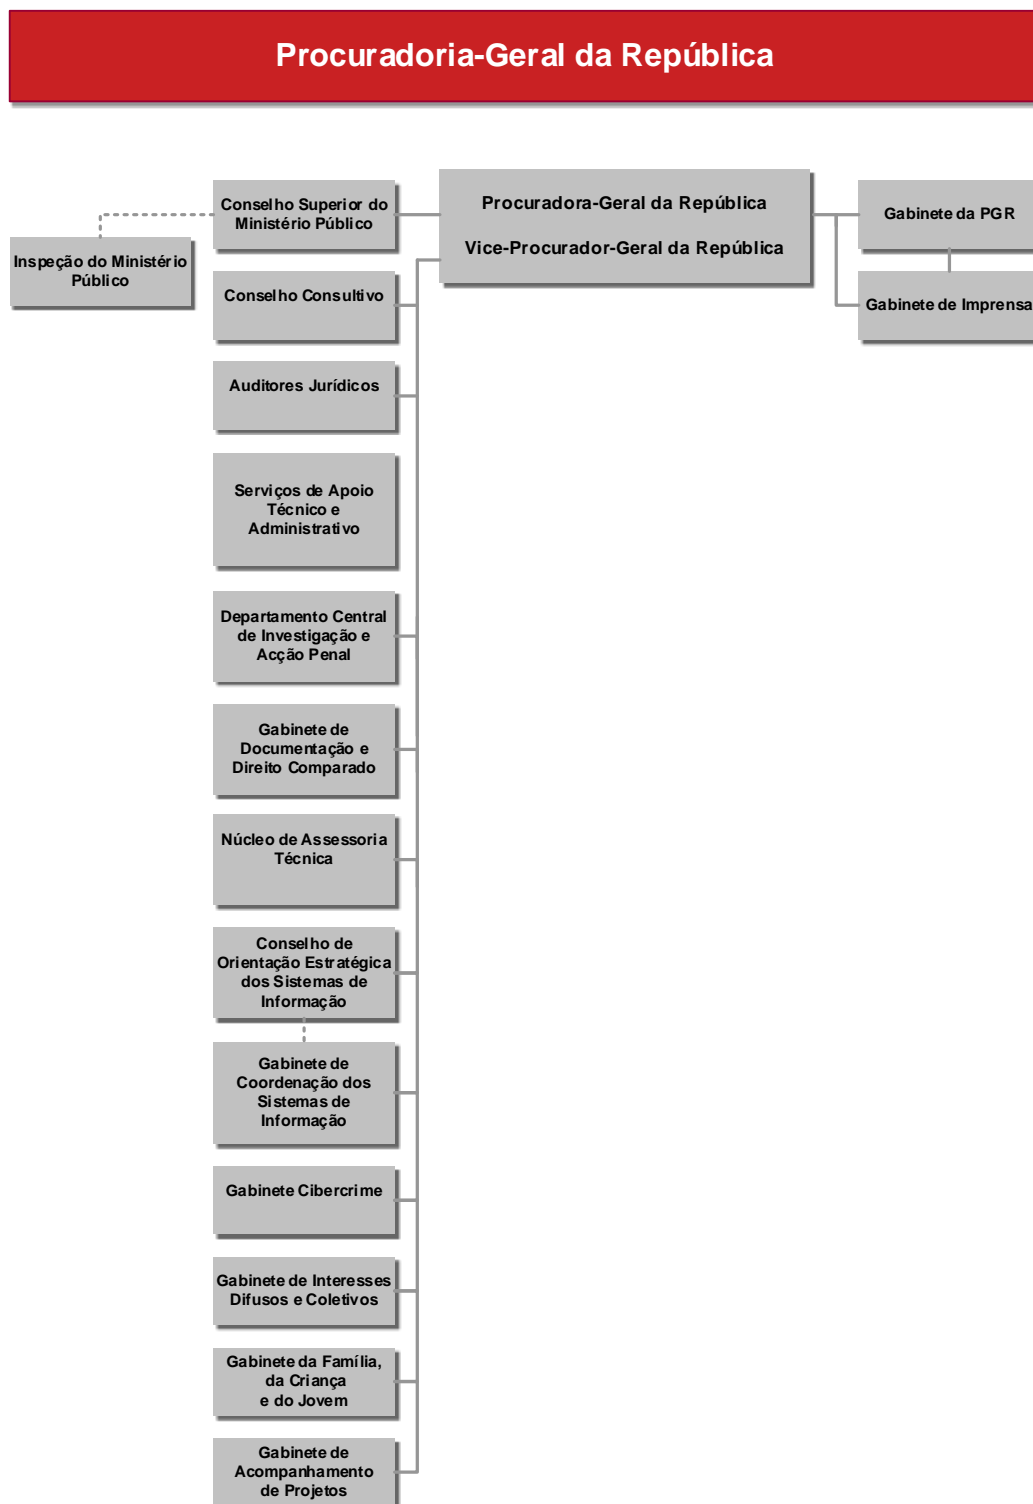 Procuradoria-Geral da República
Conselho Superior do
Ministério Público
Procuradora-Geral da República
Vice-Procurador-Geral da República
Gabinete da PGR
Inspeção do Ministério
Público
Gabinete de Imprensa
Conselho Consultivo
Auditores Jurídicos
Serviços de Apoio
Técnico e
Administrativo
Departamento Central
de Investigação e
Acção Penal
Gabinete de
Documentação e
Direito Comparado
Núcleo de Assessoria
Técnica
Conselho de
Orientação Estratégica
dos Sistemas de
Informação
Gabinete de
Coordenação dos
Sistemas de
Informação
Gabinete Cibercrime
Gabinete de Interesses
Difusos e Coletivos
Gabinete da Família,
da Criança
e do Jovem
Gabinete de
Acompanhamento
de Projetos